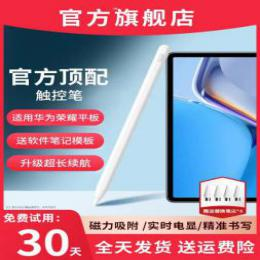 官方旗舰店
官方顶配
触控笔
适用华为荣耀平板
送软件笔记模板
升级超长续航
免费试用:
30天
磁力吸附/实时电显/精准书写
全天发货 送运费险